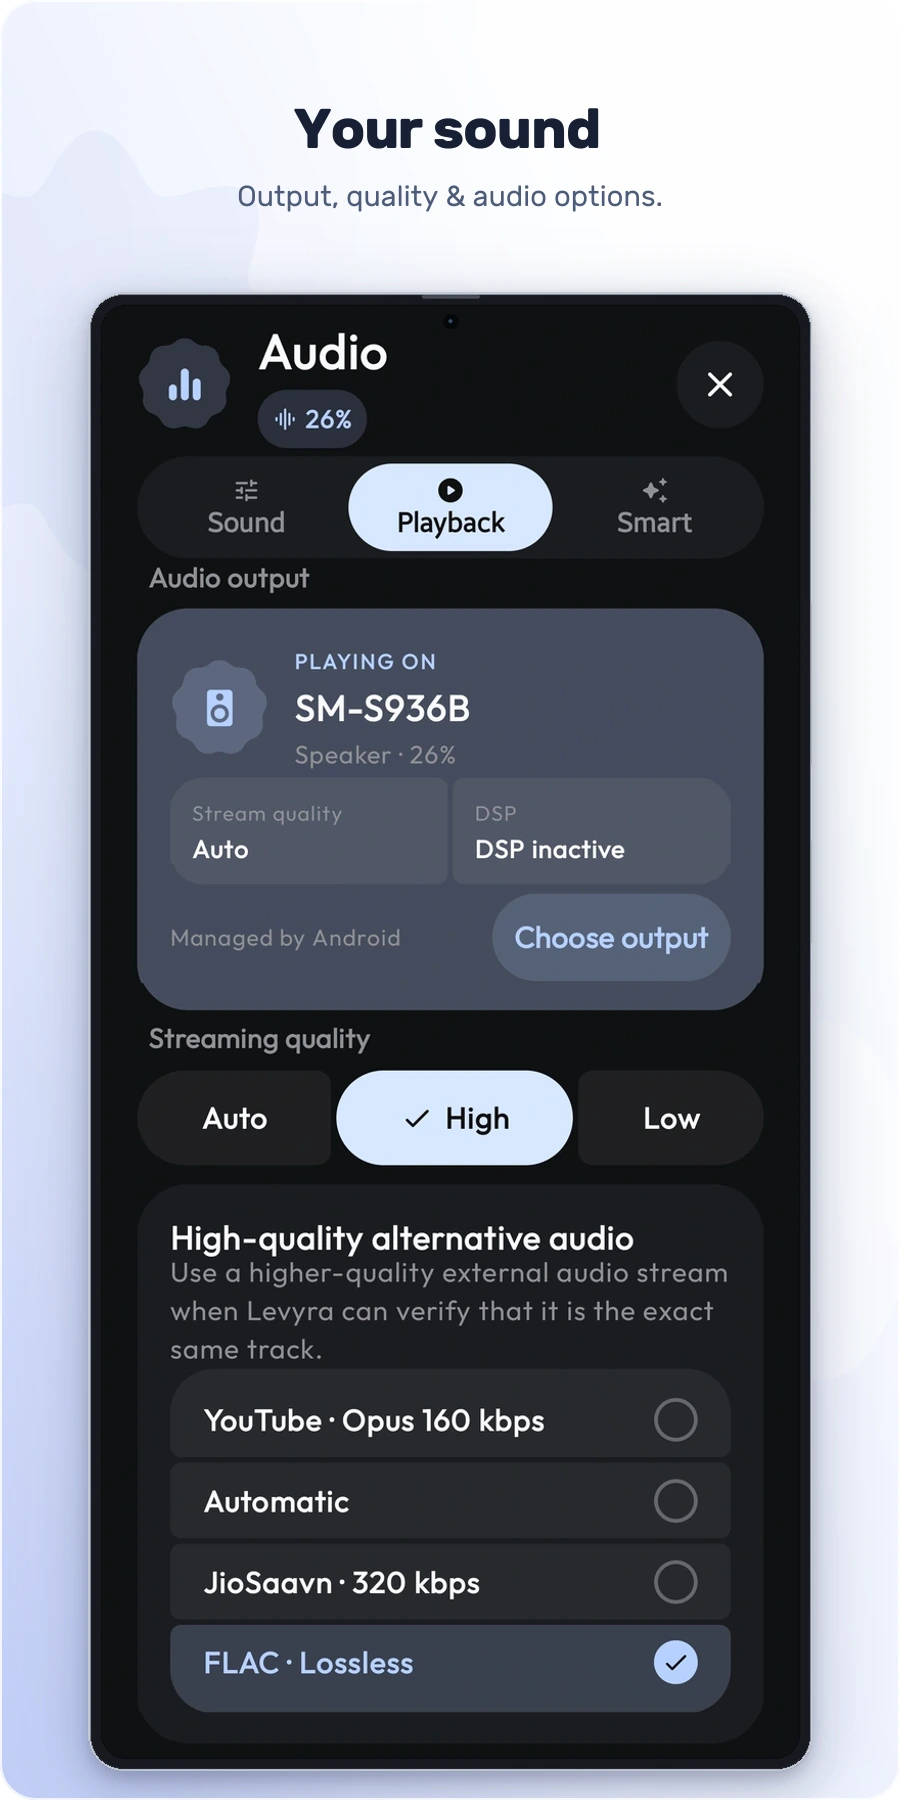 Your sound
Output, quality & audio options.
Audio
26%
Sound
Playback
Smart
Audio output
PLAYING ON
SM-S936B
Speaker · 26%
Stream quality
Auto
DSP
DSP inactive
Managed by Android
Choose output
Streaming quality
Auto
High
Low
High-quality alternative audio
Use a higher-quality external audio stream
when Levyra can verify that it is the exact
same track.
YouTube · Opus 160 kbps
Automatic
JioSaavn · 320 kbps
FLAC · Lossless